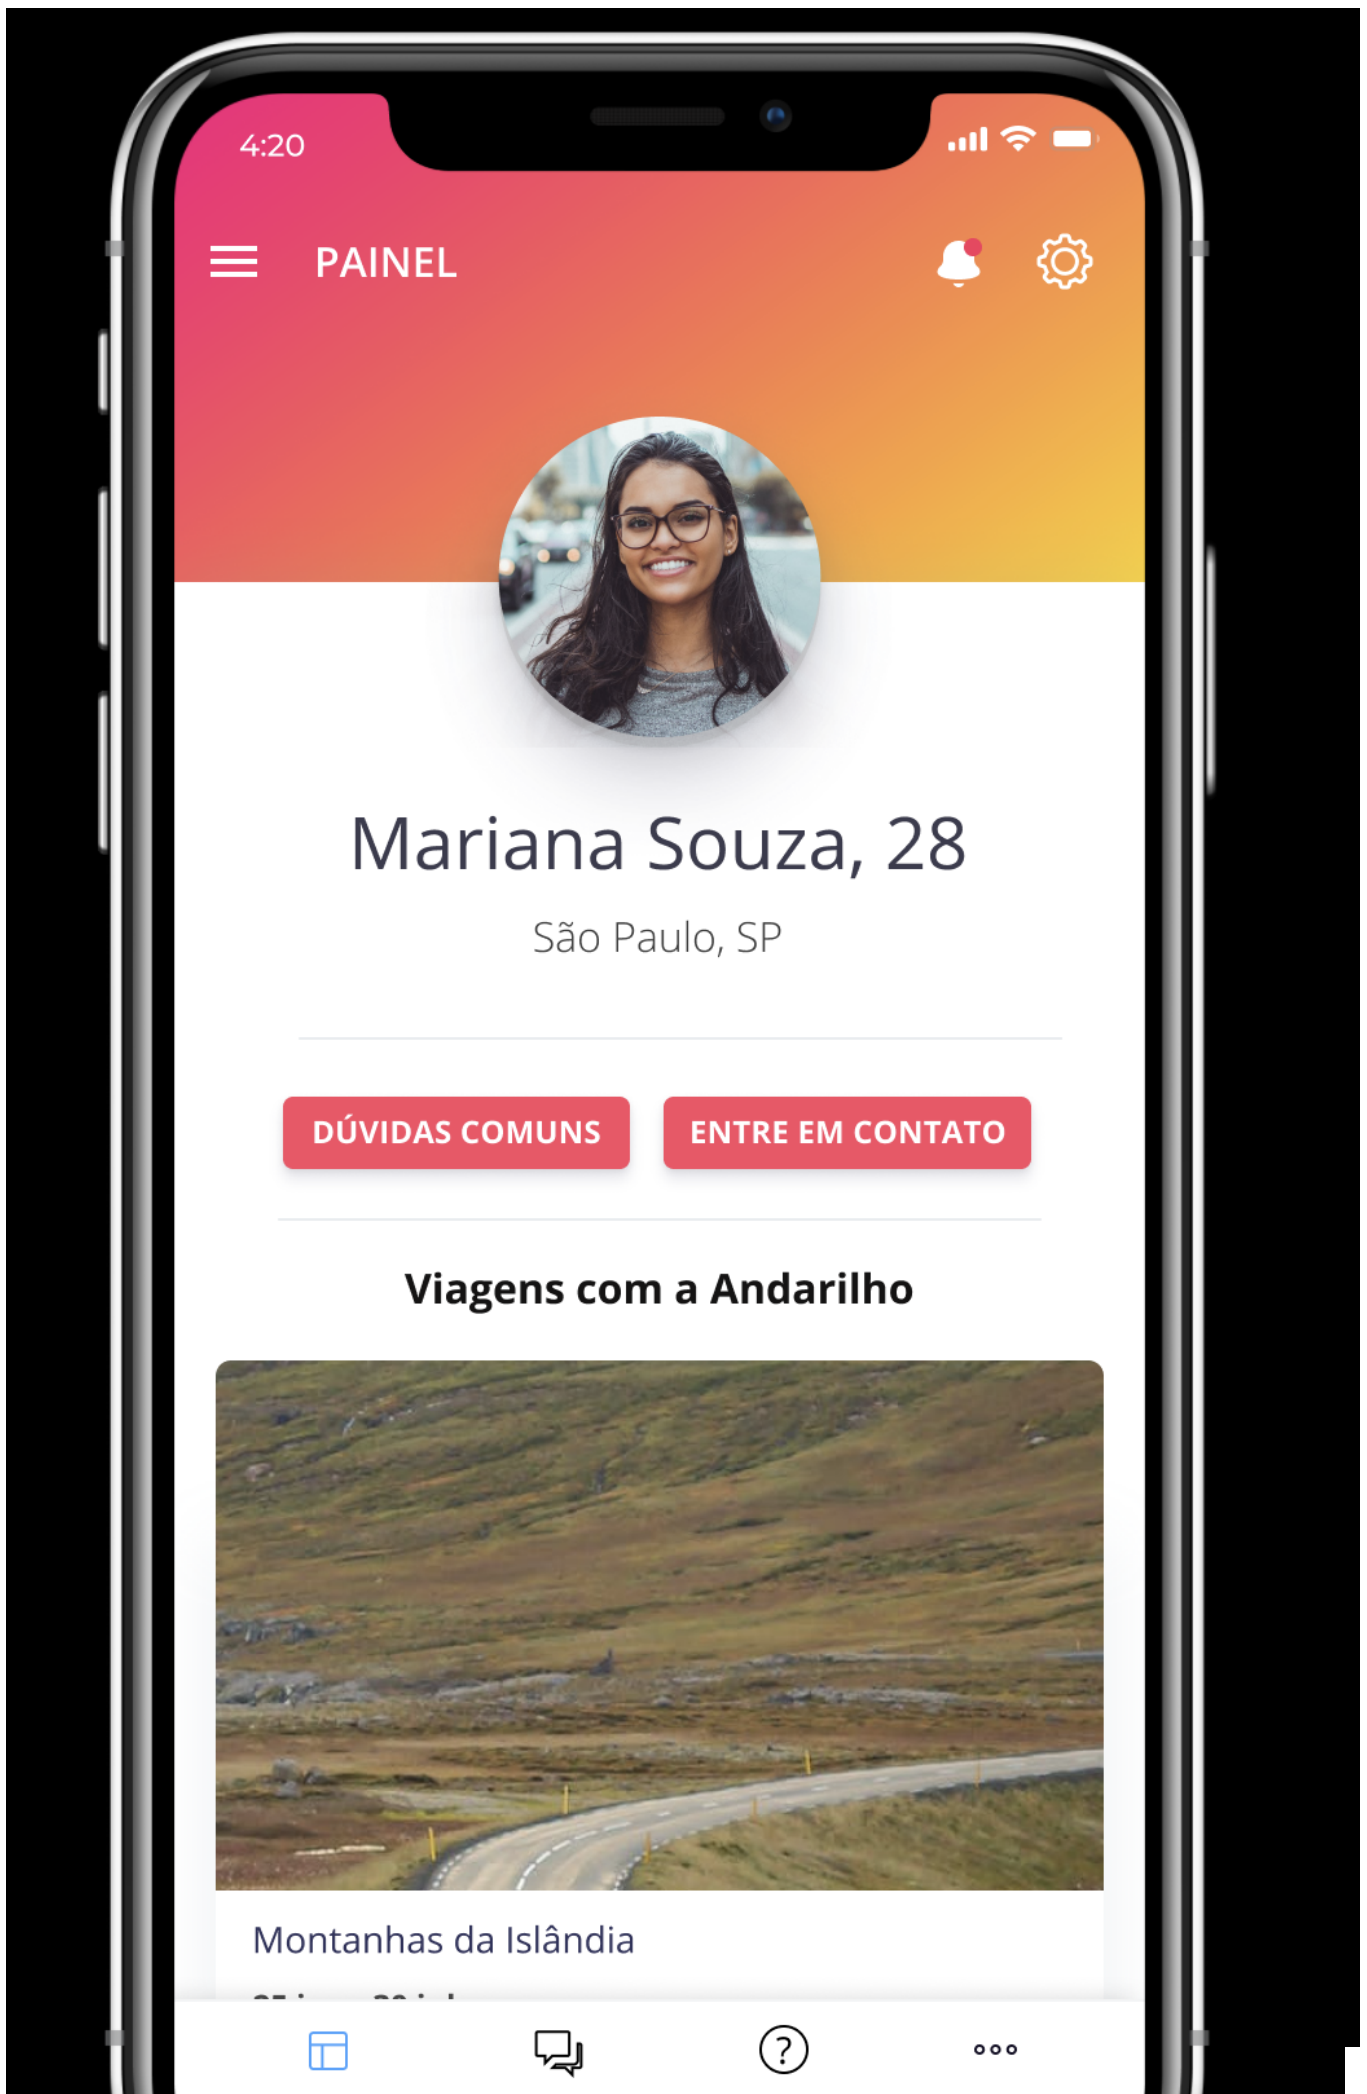 4:20
PAINEL
Mariana Souza, 28
São Paulo, SP
DÚVIDAS COMUNS
ENTRE EM CONTATO
Viagens com a Andarilho
Montanhas da Islândia